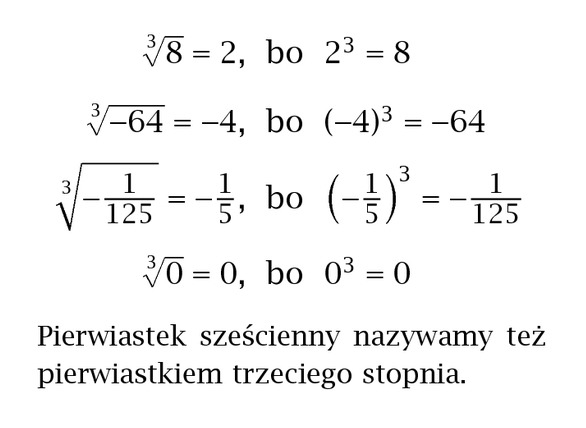 ∛8 = 2, bo 2³ = 8
∛−64 = −4, bo (−4)³ = −64
∛−1/125 = −1/5, bo (−1/5)³ = −1/125
∛0 = 0, bo 0³ = 0
Pierwiastek sześcienny nazywamy też
pierwiastkiem trzeciego stopnia.